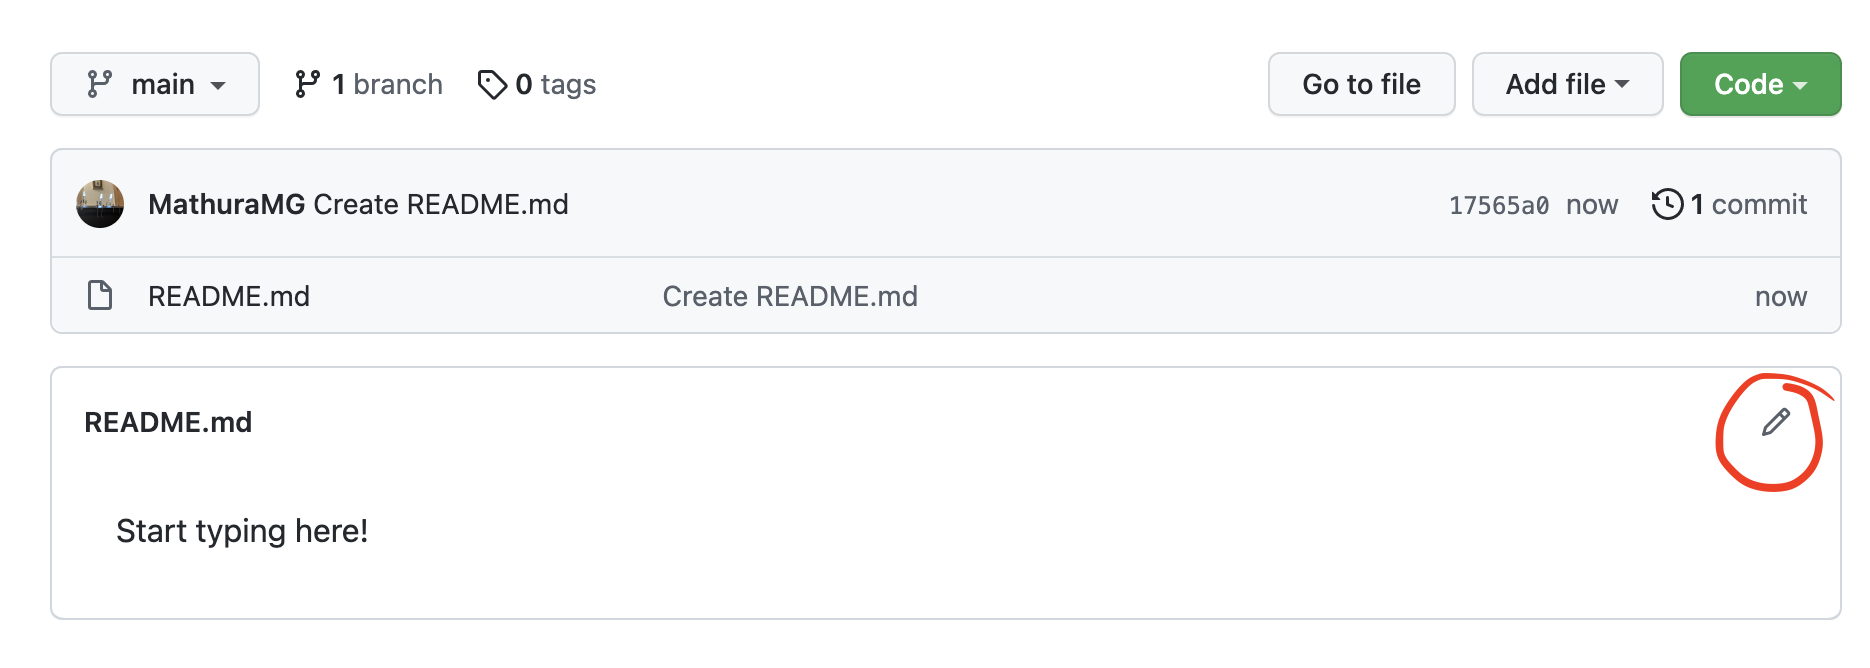 main 1 branch 0 tags Go to file Add file Code
MathuraMG Create README.md 17565a0 now 1 commit
README.md Create README.md now
README.md
Start typing here!